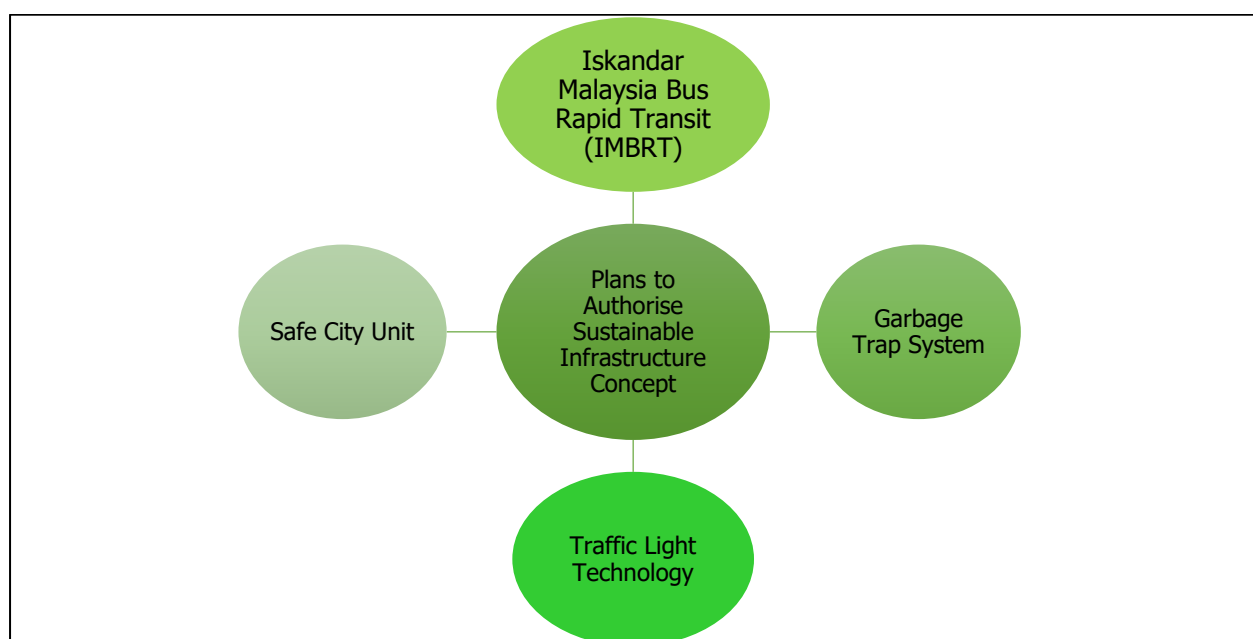 Iskandar
Malaysia Bus
Rapid Transit
(IMBRT)
Safe City Unit
Plans to
Authorise
Sustainable
Infrastructure
Concept
Garbage
Trap System
Traffic Light
Technology